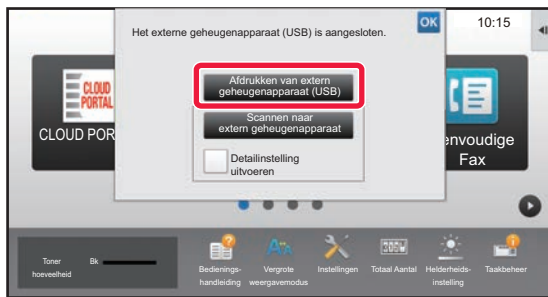 Het externe geheugenapparaat (USB) is aangesloten.
OK
10:15
Afdrukken van extern
geheugenapparaat (USB)
Scannen naar
extern geheugenapparaat
Detailinstelling
uitvoeren
CLOUD
PORTAL
CLOUD POR
envoudige
Fax
Toner
hoeveelheid
Bk
Bedienings-
handleiding
Vergrote
weergavemodus
Instellingen
Totaal Aantal
Helderheids-
instelling
Taakbeheer